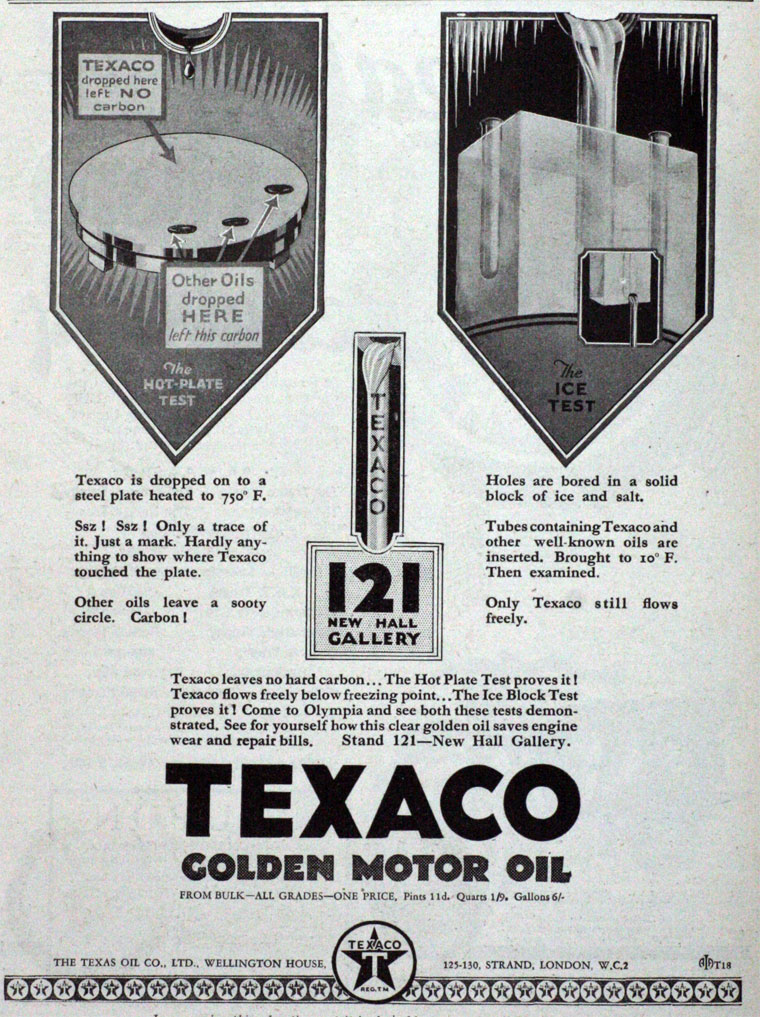 TEXACO
dropped here
left NO
carbon
Other Oils
dropped
HERE
left this carbon
The
HOT-PLATE
TEST
The
ICE
TEST
TEXACO
121
NEW HALL
GALLERY
Texaco is dropped on to a
steel plate heated to 750° F.
Ssz! Ssz! Only a trace of
it. Just a mark. Hardly any-
thing to show where Texaco
touched the plate.
Other oils leave a sooty
circle. Carbon!
Holes are bored in a solid
block of ice and salt.
Tubes containing Texaco and
other well-known oils are
inserted. Brought to 10° F.
Then examined.
Only Texaco still flows
freely.
Texaco leaves no hard carbon... The Hot Plate Test proves it!
Texaco flows freely below freezing point... The Ice Block Test
proves it! Come to Olympia and see both these tests demon-
strated. See for yourself how this clear golden oil saves engine
wear and repair bills. Stand 121—New Hall Gallery.
TEXACO
GOLDEN MOTOR OIL
FROM BULK—ALL GRADES—ONE PRICE, Pints 11d. Quarts 1/9. Gallons 6/-
THE TEXAS OIL CO., LTD., WELLINGTON HOUSE, 125-130, STRAND, LONDON, W.C.2
TEXACO
T
REG. T.M.
T18